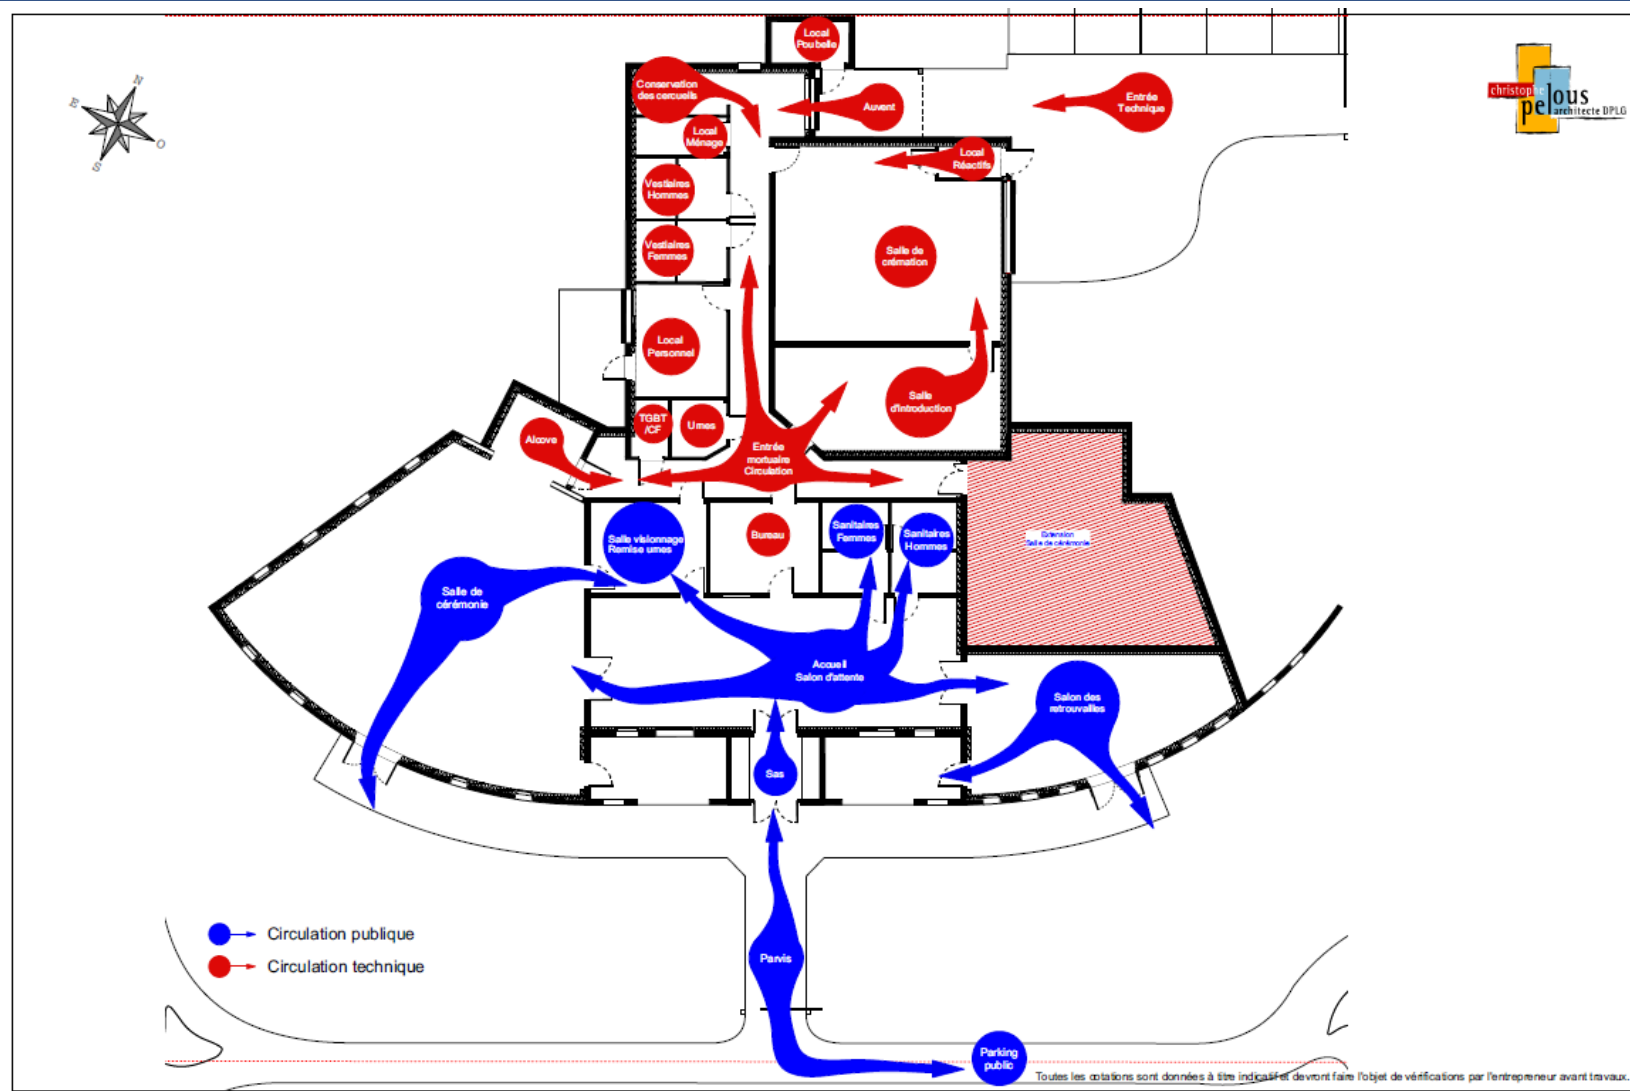 Local
Poubelle
christophe
pelous
architecte DPLG
N
E
O
S
Conservation
des cercueils
Auvent
Entrée
Technique
Local
Ménage
Local
Réactifs
Vestiaires
Hommes
Vestiaires
Femmes
Salle de
crémation
Local
Personnel
Salle
d'introduction
TGBT
/CF
Urnes
Alcove
Entrée
mortuaire
Circulation
Salle visionnage
Remise urnes
Bureau
Sanitaires
Femmes
Sanitaires
Hommes
Extension
Salle de cérémonie
Salle de
cérémonie
Accueil
Salon d'attente
Salon des
retrouvailles
Sas
Circulation publique
Circulation technique
Parvis
Parking
public
Toutes les cotations sont données à titre indicatif et devront faire l'objet de vérifications par l'entrepreneur avant travaux.